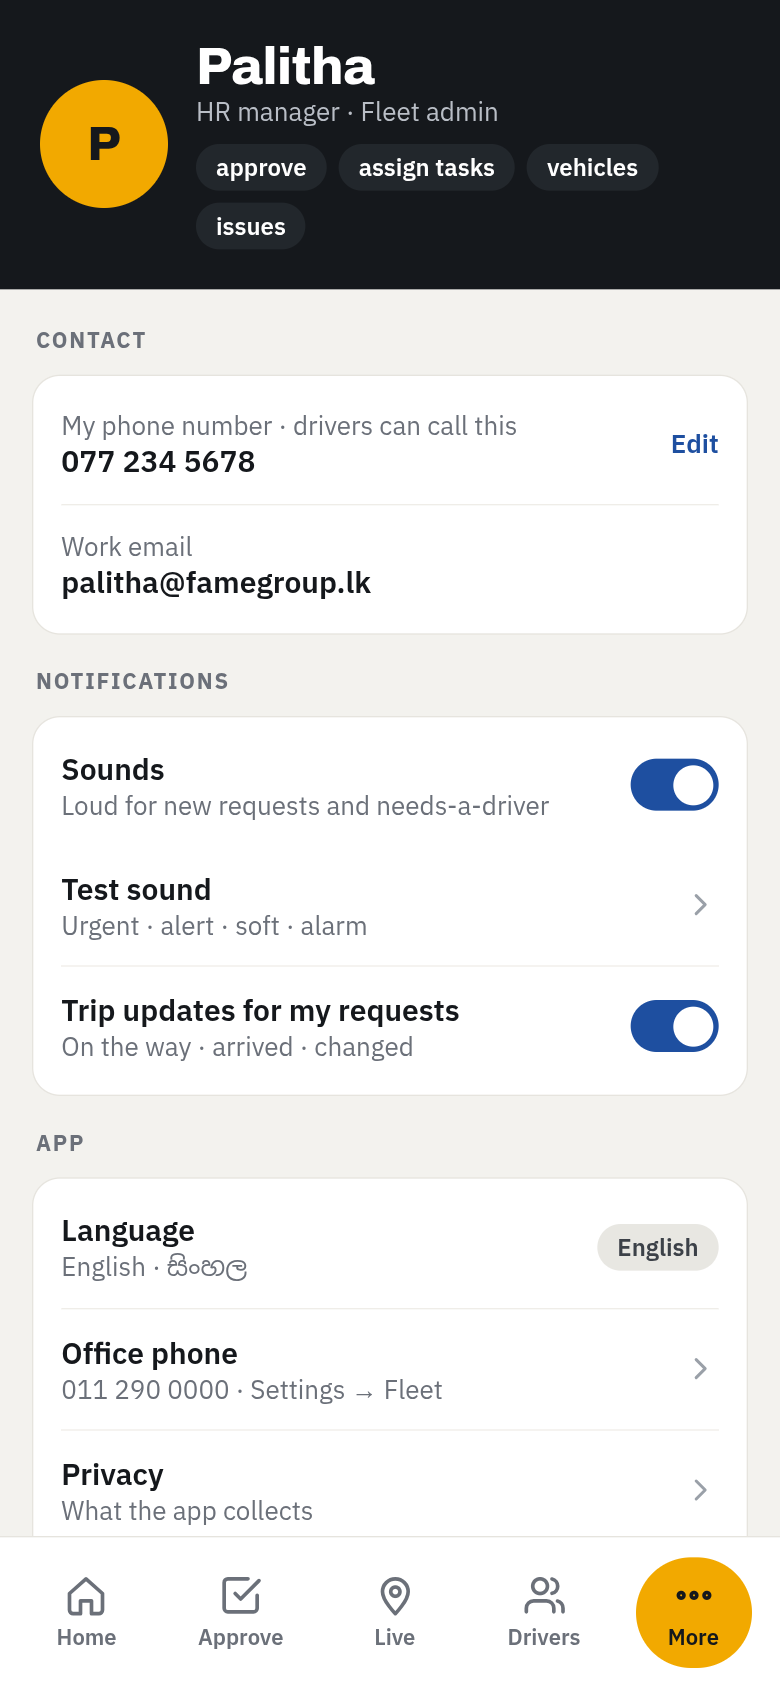 Palitha
P
HR manager · Fleet admin
approve
assign tasks
vehicles
issues
CONTACT
My phone number · drivers can call this
077 234 5678
Edit
Work email
palitha@famegroup.lk
NOTIFICATIONS
Sounds
Loud for new requests and needs-a-driver
Test sound
Urgent · alert · soft · alarm
Trip updates for my requests
On the way · arrived · changed
APP
Language
English · සිංහල
English
Office phone
011 290 0000 · Settings → Fleet
Privacy
What the app collects
Home
Approve
Live
Drivers
More